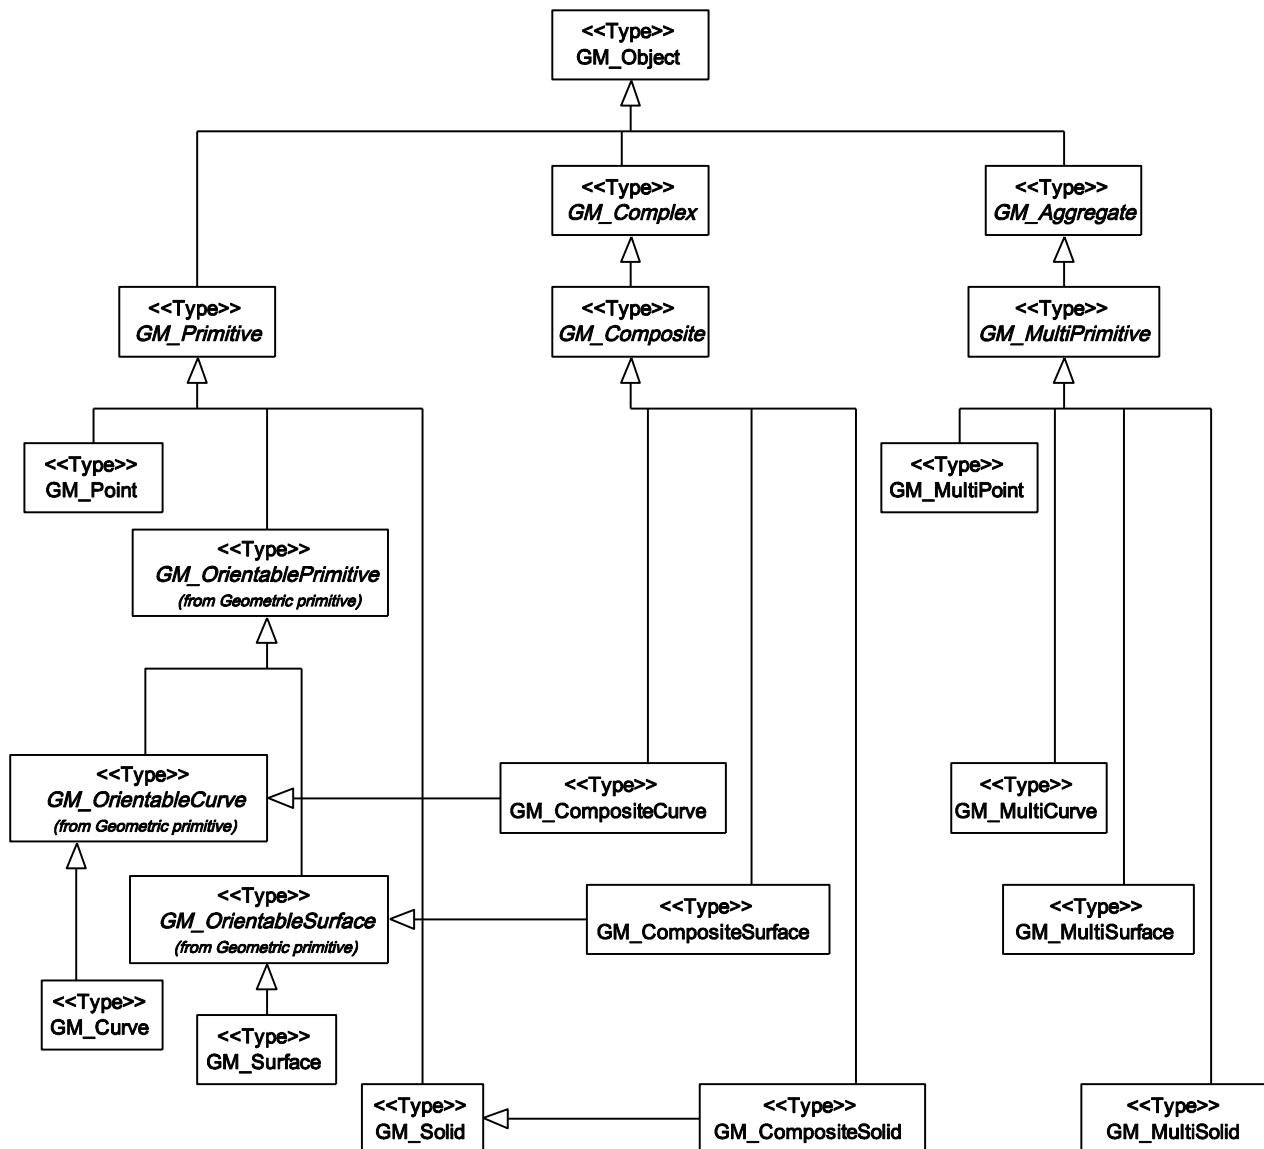 <<Type>>
GM_Object
<<Type>>
GM_Complex
<<Type>>
GM_Aggregate
<<Type>>
GM_Primitive
<<Type>>
GM_Composite
<<Type>>
GM_MultiPrimitive
<<Type>>
GM_Point
<<Type>>
GM_MultiPoint
<<Type>>
GM_OrientablePrimitive
(from Geometric primitive)
<<Type>>
GM_OrientableCurve
(from Geometric primitive)
<<Type>>
GM_CompositeCurve
<<Type>>
GM_MultiCurve
<<Type>>
GM_OrientableSurface
(from Geometric primitive)
<<Type>>
GM_CompositeSurface
<<Type>>
GM_MultiSurface
<<Type>>
GM_Curve
<<Type>>
GM_Surface
<<Type>>
GM_Solid
<<Type>>
GM_CompositeSolid
<<Type>>
GM_MultiSolid